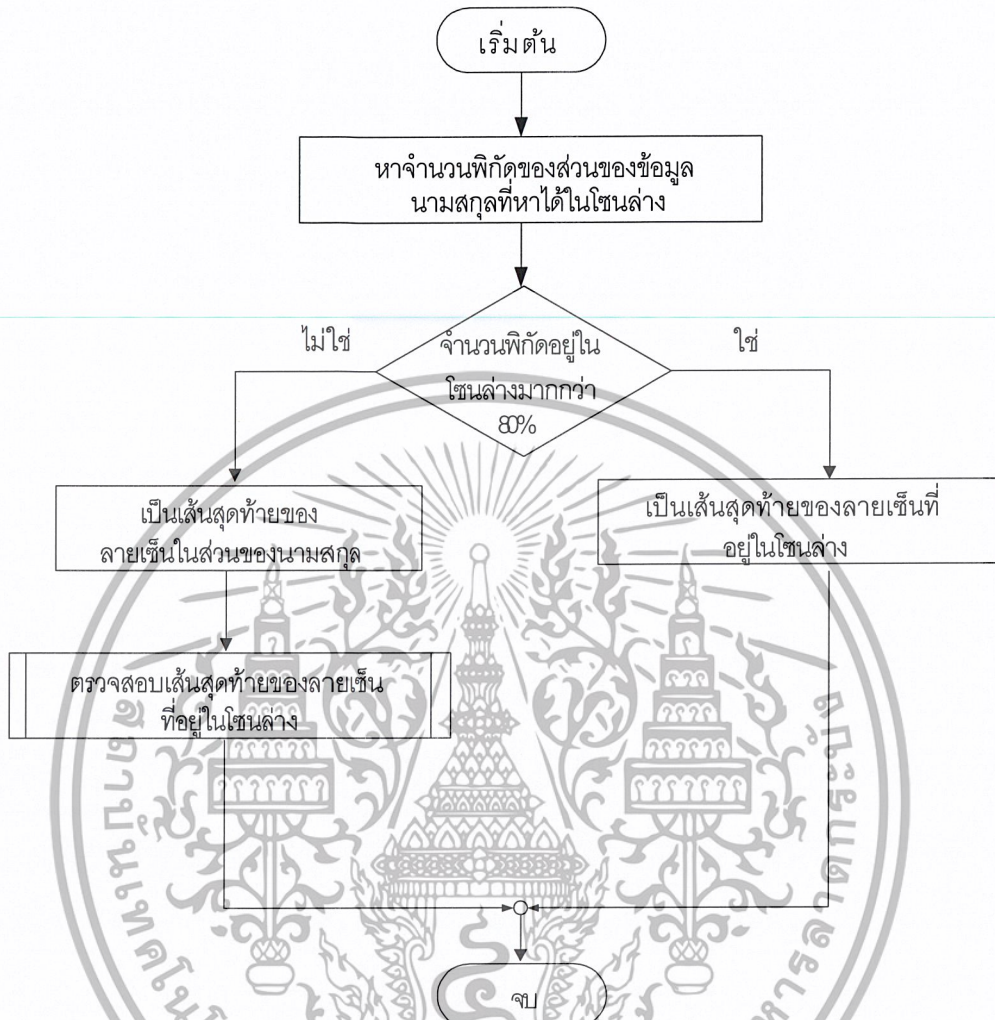 เริ่มต้น
หาจำนวนพิกัดของส่วนของข้อมูล
นามสกุลที่หาได้ในโซนล่าง
ไม่ใช่
จำนวนพิกัดอยู่ใน
โซนล่างมากกว่า
80%
ใช่
เป็นเส้นสุดท้ายของ
ลายเซ็นในส่วนของนามสกุล
เป็นเส้นสุดท้ายของลายเซ็นที่
อยู่ในโซนล่าง
ตรวจสอบเส้นสุดท้ายของลายเซ็น
ที่อยู่ในโซนล่าง
จบ